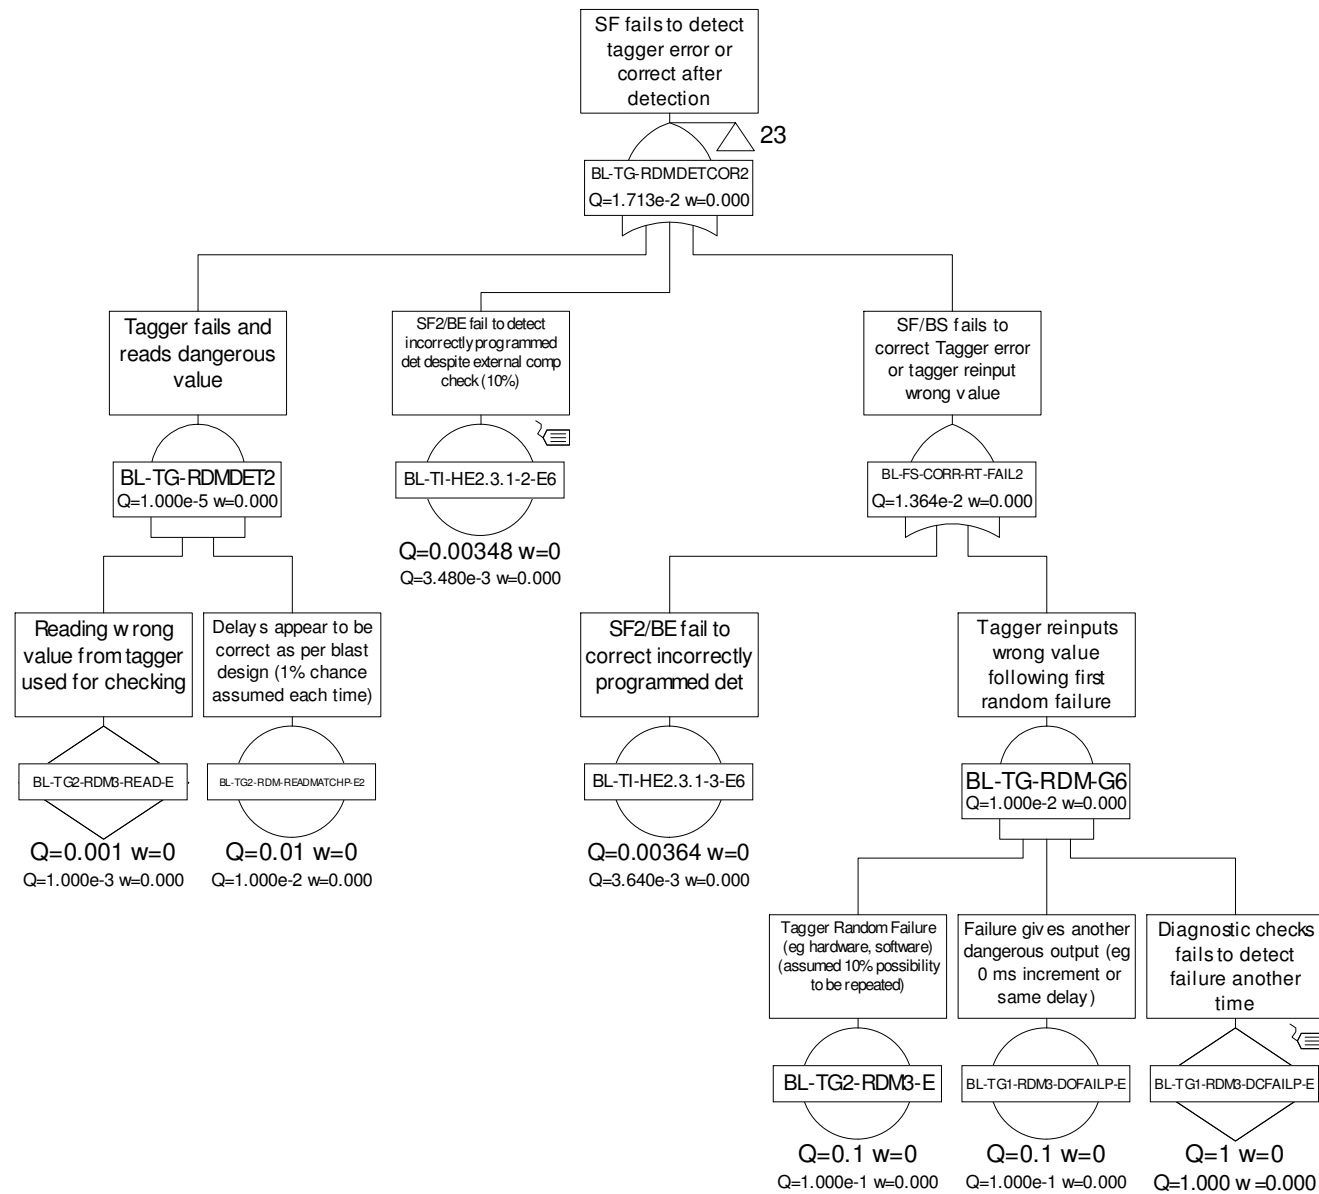 SF fails to detect
tagger error or
correct after
detection
23
BL-TG-RDMDETCOR2
Q=1.713e-2 w=0.000
Tagger fails and
reads dangerous
value
BL-TG-RDMDET2
Q=1.000e-5 w=0.000
SF2/BE fail to detect
incorrectly programmed
det despite external comp
check (10%)
BL-TI-HE2.3.1-2-E6
Q=0.00348 w=0
Q=3.480e-3 w=0.000
SF/BS fails to
correct Tagger error
or tagger reinput
wrong value
BL-FS-CORR-RT-FAIL2
Q=1.364e-2 w=0.000
Reading wrong
value from tagger
used for checking
BL-TG2-RDM3-READ-E
Q=0.001 w=0
Q=1.000e-3 w=0.000
Delays appear to be
correct as per blast
design (1% chance
assumed each time)
BL-TG2-RDM-READMATCHP-E2
Q=0.01 w=0
Q=1.000e-2 w=0.000
SF2/BE fail to
correct incorrectly
programmed det
BL-TI-HE2.3.1-3-E6
Q=0.00364 w=0
Q=3.640e-3 w=0.000
Tagger reinputs
wrong value
following first
random failure
BL-TG-RDM-G6
Q=1.000e-2 w=0.000
Tagger Random Failure
(eg hardware, software)
(assumed 10% possibility
to be repeated)
BL-TG2-RDM3-E
Q=0.1 w=0
Q=1.000e-1 w=0.000
Failure gives another
dangerous output (eg
0 ms increment or
same delay)
BL-TG1-RDM3-DOFAILP-E
Q=0.1 w=0
Q=1.000e-1 w=0.000
Diagnostic checks
fails to detect
failure another
time
BL-TG1-RDM3-DCFAILP-E
Q=1 w=0
Q=1.000 w=0.000